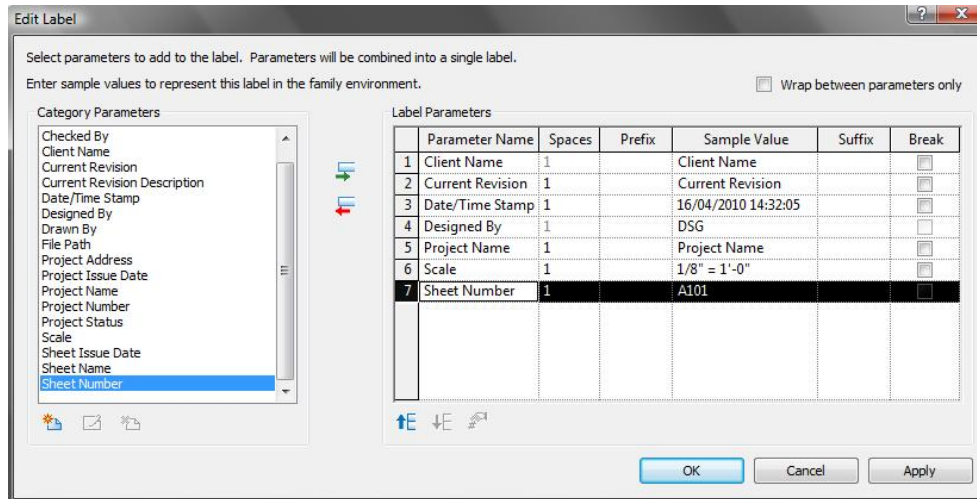 Edit Label
Select parameters to add to the label. Parameters will be combined into a single label.
Enter sample values to represent this label in the family environment.
Wrap between parameters only
Category Parameters
Checked By
Client Name
Current Revision
Current Revision Description
Date/Time Stamp
Designed By
Drawn By
File Path
Project Address
Project Issue Date
Project Name
Project Number
Project Status
Scale
Sheet Issue Date
Sheet Name
Sheet Number
Label Parameters
Parameter Name Spaces Prefix Sample Value Suffix Break
1 Client Name 1 Client Name
2 Current Revision 1 Current Revision
3 Date/Time Stamp 1 16/04/2010 14:32:05
4 Designed By 1 DSG
5 Project Name 1 Project Name
6 Scale 1 1/8" = 1'-0"
7 Sheet Number 1 A101
OK Cancel Apply